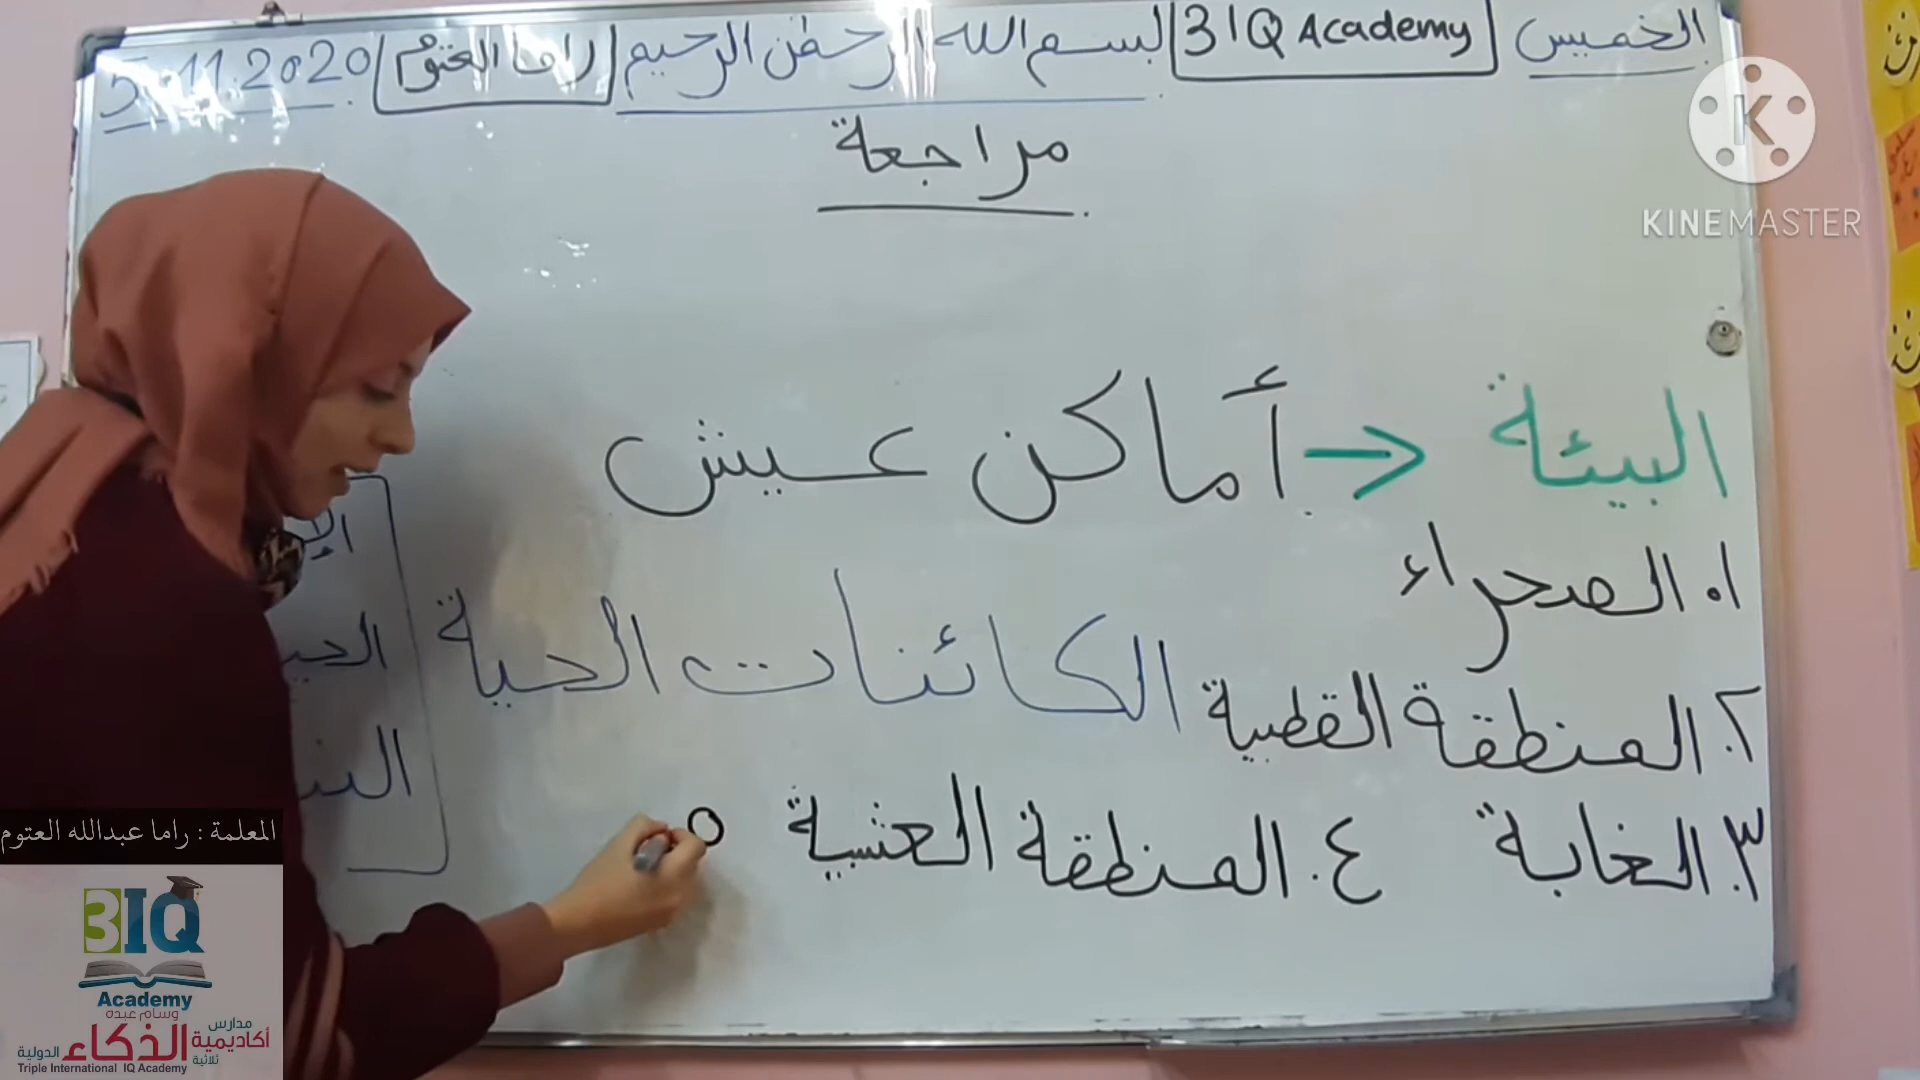 الخميس 3IQ Academy بسم الله الرحمن الرحيم راما العتوم 5.11.2020
مراجعة
KINEMASTER
البيئة ← أماكن عيش
الكائنات الحية
١. الصحراء
٢. المنطقة القطبية
٣. الغابة ٤. المنطقة العشبية ٥
المعلمة : راما عبدالله العتوم
3IQ
Academy
وسام عبده
مدارس
أكاديمية الذكاء الدولية
ثلاثية
Triple International IQ Academy